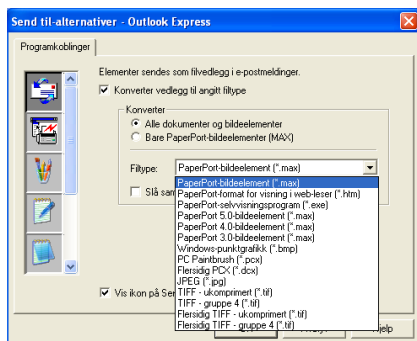 Send til-alternativer - Outlook Express
Programkoblinger
Elementer sendes som filvedlegg i e-postmeldinger.
Konverter vedlegg til angitt filtype
Konverter
Alle dokumenter og bildeelementer
Bare PaperPort-bildeelementer (MAX)
Filtype: PaperPort-bildeelement (*.max)
PaperPort-bildeelement (*.max)
PaperPort-format for visning i web-leser (*.htm)
Slå
PaperPort-selvvisningsprogram (*.exe)
PaperPort 5.0-bildeelement (*.max)
PaperPort 4.0-bildeelement (*.max)
PaperPort 3.0-bildeelement (*.max)
Windows-punktgrafikk (*.bmp)
PC Paintbrush (*.pcx)
Flersidig PCX (*.dcx)
JPEG (*.jpg)
TIFF - ukomprimert (*.tif)
Vis ikon på
TIFF - gruppe 4 (*.tif)
Flersidig TIFF - ukomprimert (*.tif)
Flersidig TIFF - gruppe 4 (*.tif)